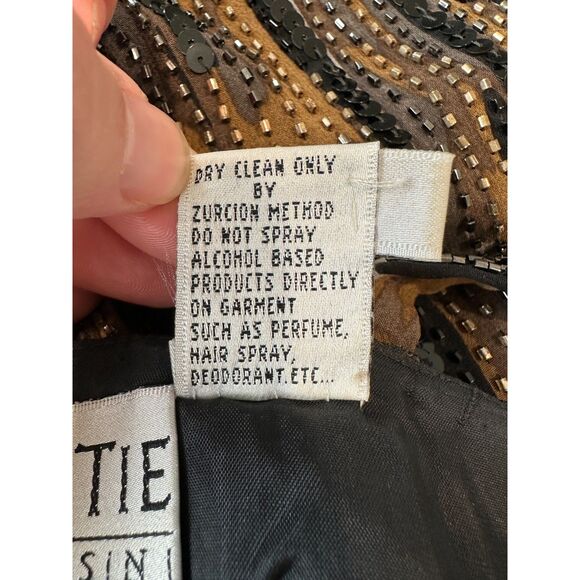 DRY CLEAN ONLY
BY
ZURCION METHOD
DO NOT SPRAY
ALCOHOL BASED
PRODUCTS DIRECTLY
ON GARMENT
SUCH AS PERFUME,
HAIR SPRAY,
DEODORANT.ETC...
TIE
SIN